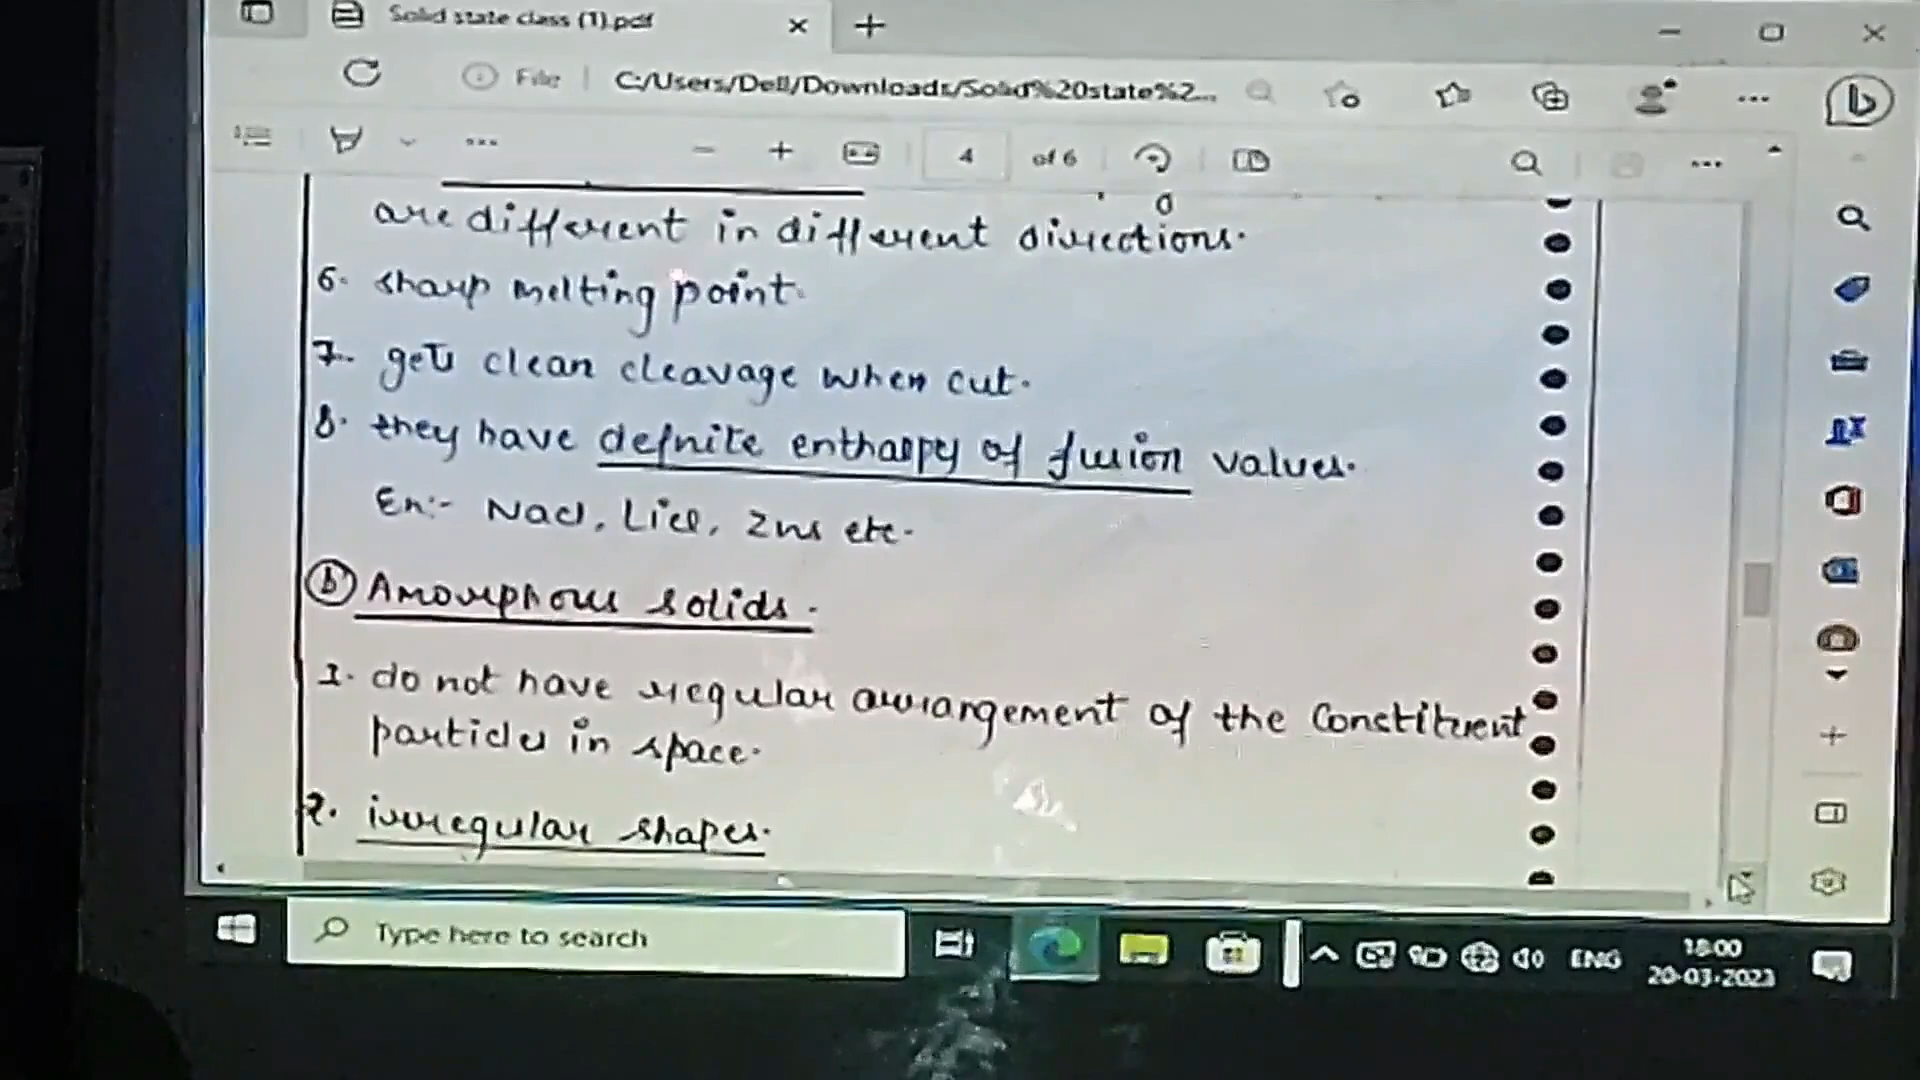 Solid state class (1).pdf
File
C:/Users/Dell/Downloads/Solid%20state%2...
4 of 6
are different in different directions.
6. sharp melting point.
7. gets clean cleavage when cut.
8. they have definite enthalpy of fusion values.
Ex:- Nacl, Licl, Zns etc.
(b) Amorphous solids.
1. do not have regular arrangement of the Constituent
particles in space.
2. irregular shapes.
Type here to search
ENG
18:00
20-03-2023